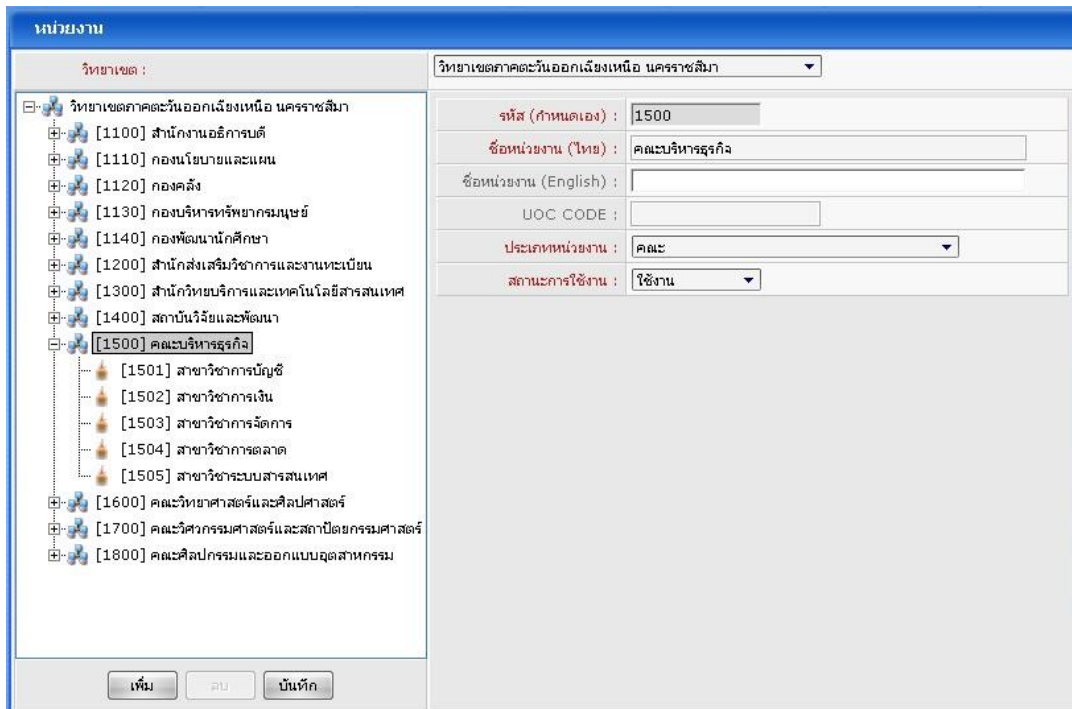 หน่วยงาน
วิทยาเขต :
วิทยาเขตภาคตะวันออกเฉียงเหนือ นครราชสีมา
วิทยาเขตภาคตะวันออกเฉียงเหนือ นครราชสีมา
[1100] สำนักงานอธิการบดี
[1110] กองนโยบายและแผน
[1120] กองคลัง
[1130] กองบริหารทรัพยากรมนุษย์
[1140] กองพัฒนานักศึกษา
[1200] สำนักส่งเสริมวิชาการและงานทะเบียน
[1300] สำนักวิทยบริการและเทคโนโลยีสารสนเทศ
[1400] สถาบันวิจัยและพัฒนา
[1500] คณะบริหารธุรกิจ
[1501] สาขาวิชาการบัญชี
[1502] สาขาวิชาการเงิน
[1503] สาขาวิชาการจัดการ
[1504] สาขาวิชาการตลาด
[1505] สาขาวิชาระบบสารสนเทศ
[1600] คณะวิทยาศาสตร์และศิลปศาสตร์
[1700] คณะวิศวกรรมศาสตร์และสถาปัตยกรรมศาสตร์
[1800] คณะศิลปกรรมและออกแบบอุตสาหกรรม
เพิ่ม ลบ บันทึก
รหัส (กำหนดเอง) : 1500
ชื่อหน่วยงาน (ไทย) : คณะบริหารธุรกิจ
ชื่อหน่วยงาน (English) :
UOC CODE :
ประเภทหน่วยงาน : คณะ
สถานะการใช้งาน : ใช้งาน